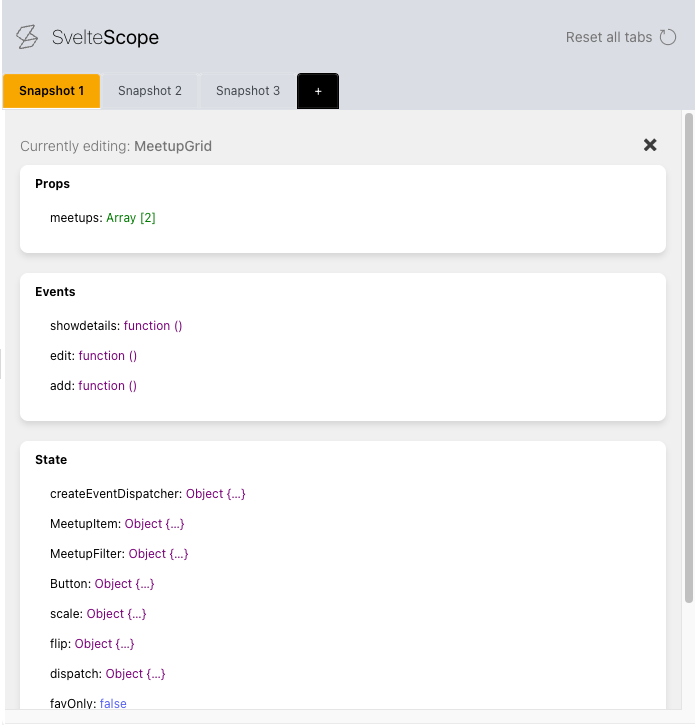 SvelteScope
Reset all tabs
Snapshot 1
Snapshot 2
Snapshot 3
+
Currently editing: MeetupGrid
Props
meetups: Array [2]
Events
showdetails: function ()
edit: function ()
add: function ()
State
createEventDispatcher: Object {…}
MeetupItem: Object {…}
MeetupFilter: Object {…}
Button: Object {…}
scale: Object {…}
flip: Object {…}
dispatch: Object {…}
favOnly: false